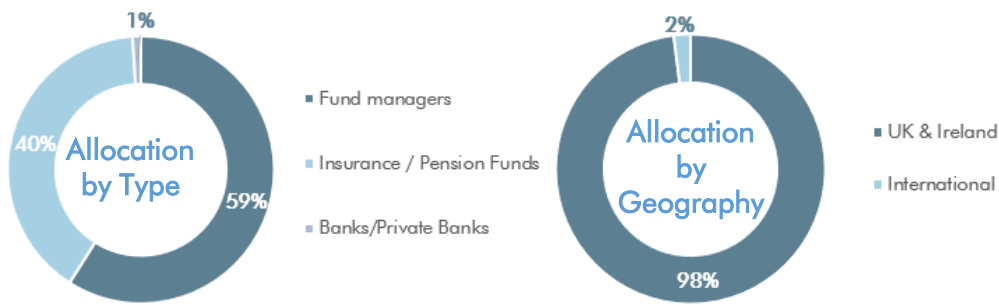 1%
40%
59%
Allocation
by Type
Fund managers
Insurance / Pension Funds
Banks/Private Banks
2%
98%
Allocation
by
Geography
UK & Ireland
International